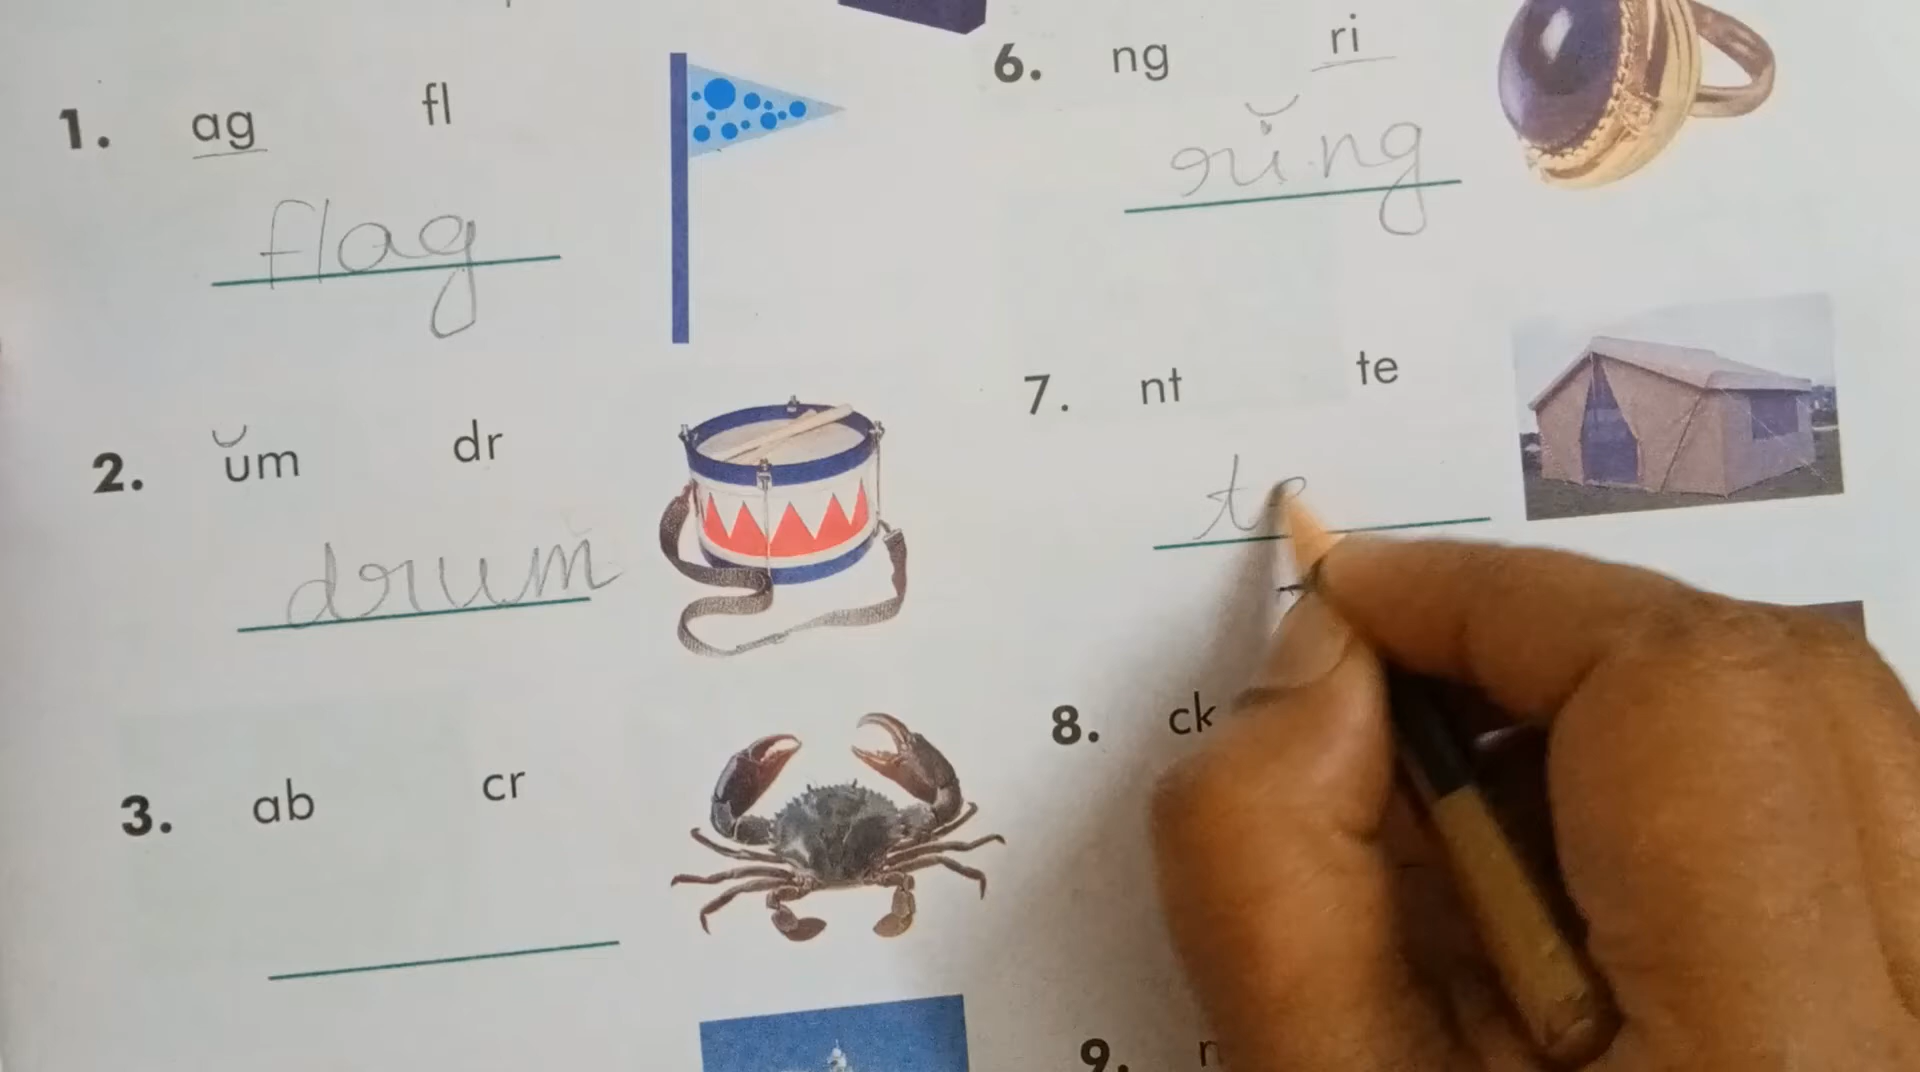 1. ag fl
flag
2. ŭm dr
drum
3. ab cr
6. ng ri
rĭng
7. nt te
te
8. ck
9.